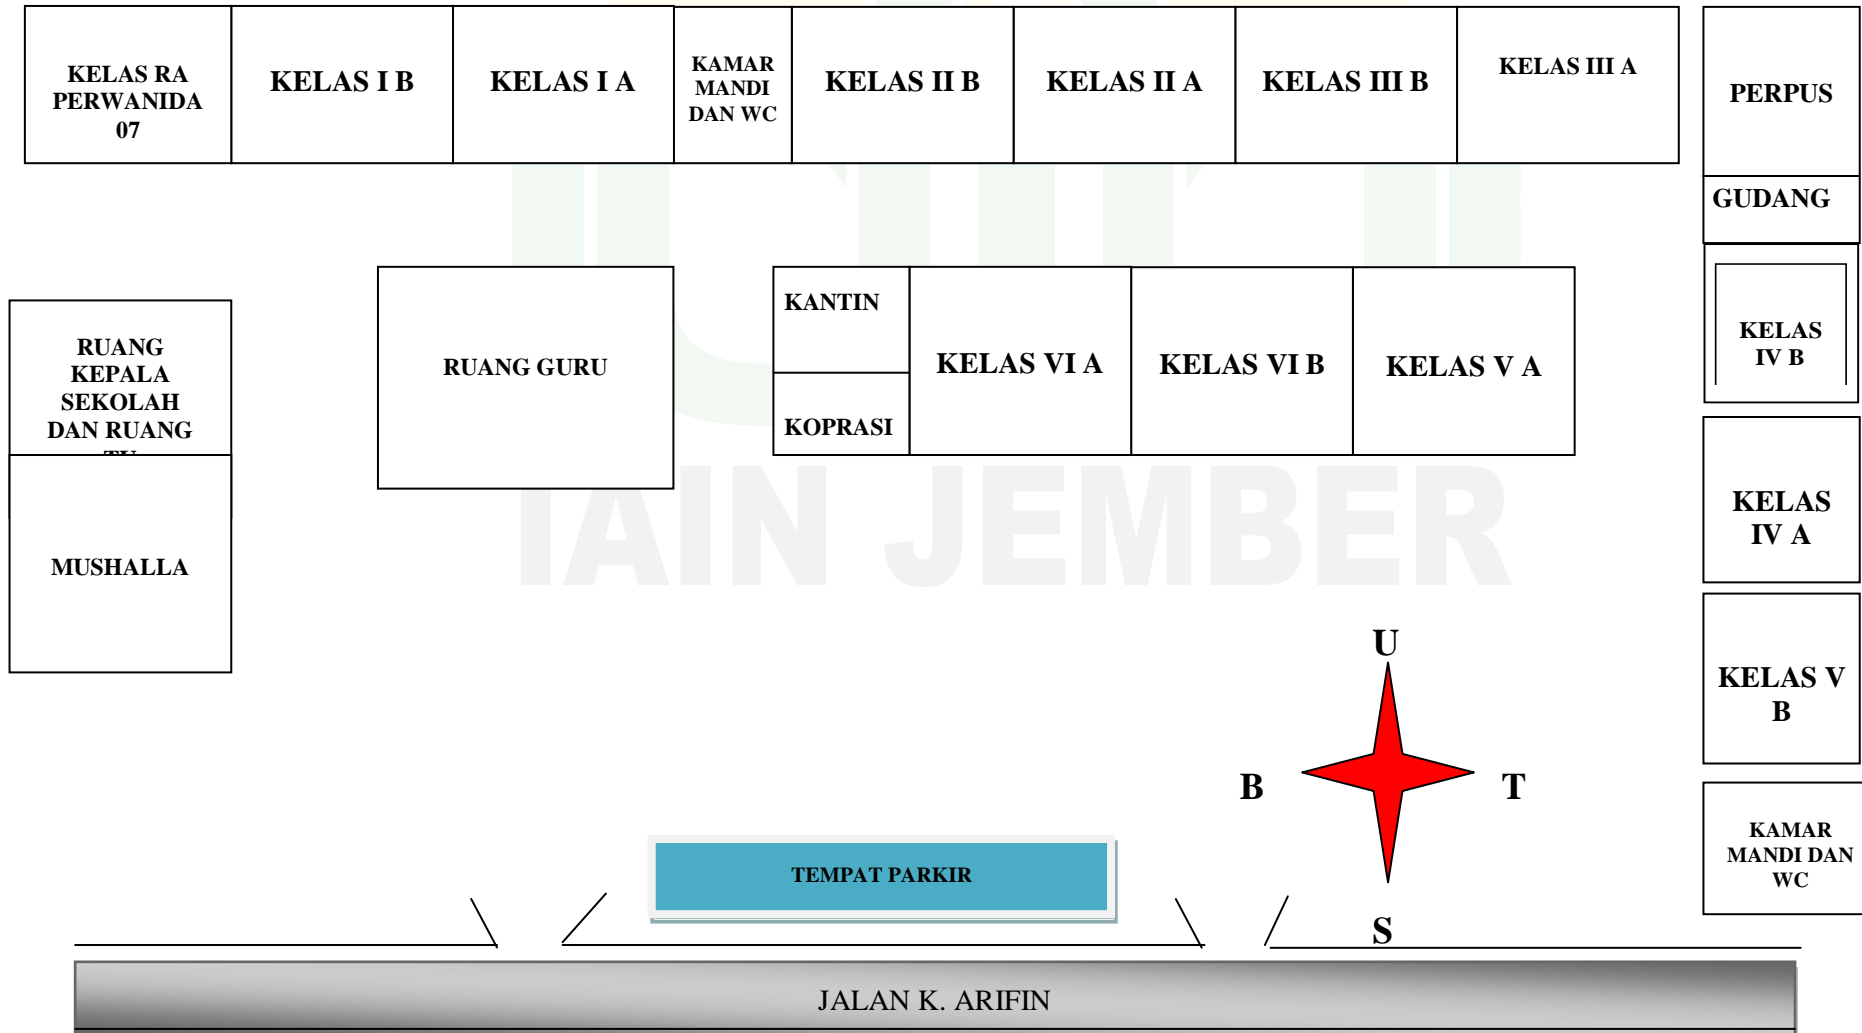 KELAS RA
PERWANIDA
07
KELAS I B
KELAS I A
KAMAR
MANDI
DAN WC
KELAS II B
KELAS II A
KELAS III B
KELAS III A
PERPUS
GUDANG
RUANG
KEPALA
SEKOLAH
DAN RUANG
TU
RUANG GURU
KANTIN
KOPRASI
KELAS VI A
KELAS VI B
KELAS V A
KELAS
IV B
KELAS
IV A
MUSHALLA
IAIN JEMBER
KELAS V
B
U
B
T
S
KAMAR
MANDI DAN
WC
TEMPAT PARKIR
JALAN K. ARIFIN